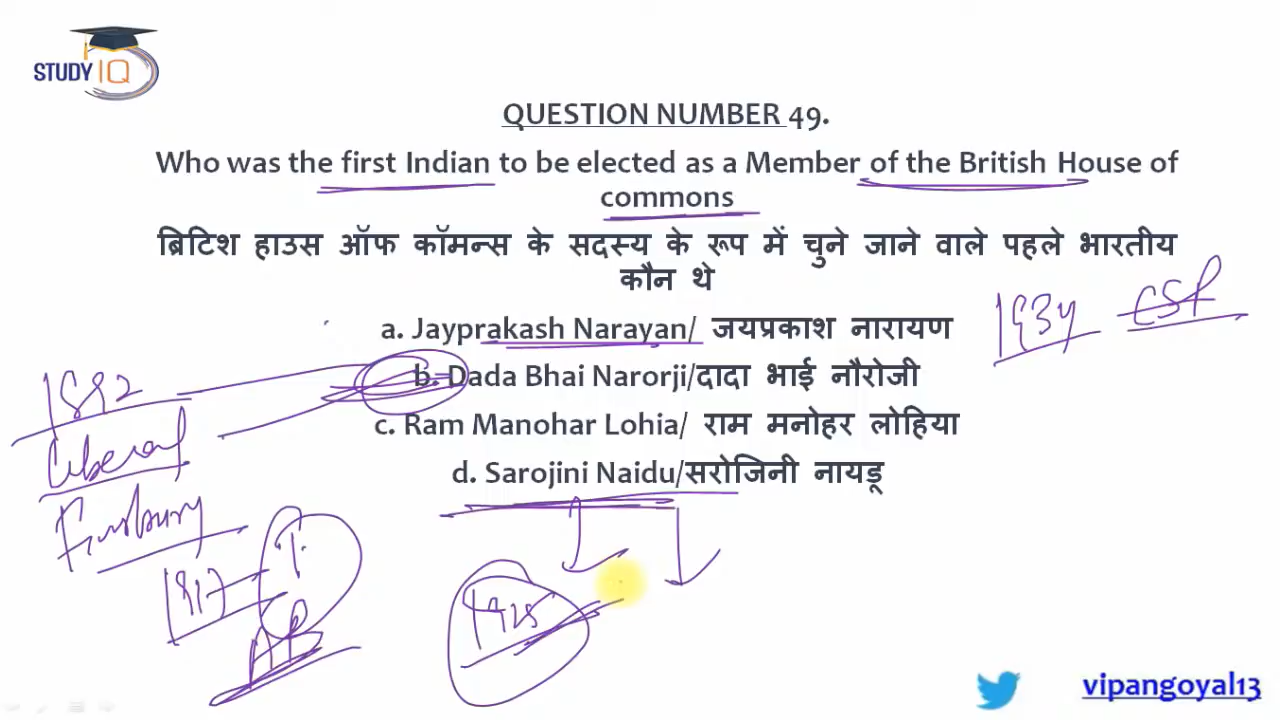 STUDY IQ
QUESTION NUMBER 49.
Who was the first Indian to be elected as a Member of the British House of
commons
ब्रिटिश हाउस ऑफ कॉमन्स के सदस्य के रूप में चुने जाने वाले पहले भारतीय
कौन थे
a. Jayprakash Narayan/ जयप्रकाश नारायण
1934 CSP
b. Dada Bhai Narorji/दादा भाई नौरोजी
1892
c. Ram Manohar Lohia/ राम मनोहर लोहिया
Liberal
d. Sarojini Naidu/सरोजिनी नायडू
Finsbury
1925
vipangoyal13